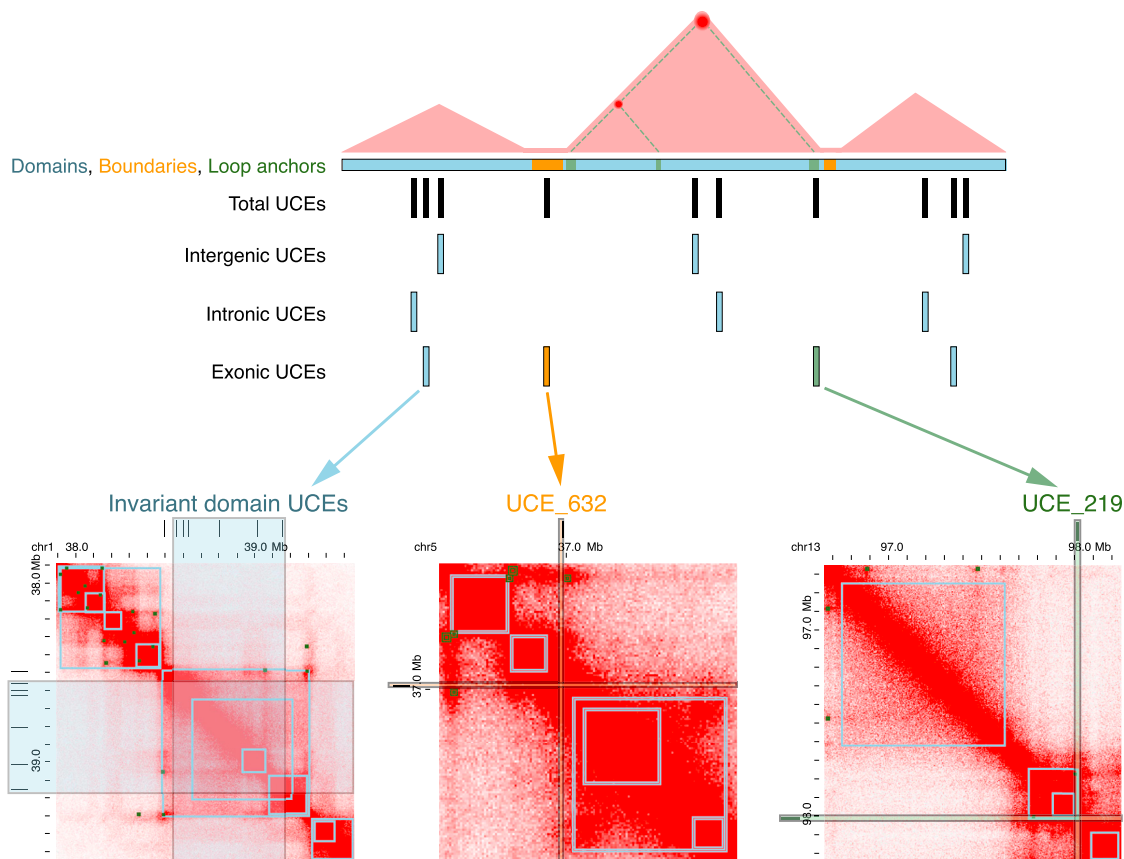 Domains, Boundaries, Loop anchors
Total UCEs
Intergenic UCEs
Intronic UCEs
Exonic UCEs
Invariant domain UCEs
UCE_632
UCE_219
chr1 38.0 39.0 Mb
38.0 Mb
39.0
chr5 37.0 Mb
37.0 Mb
chr13 97.0 98.0 Mb
97.0 Mb
98.0